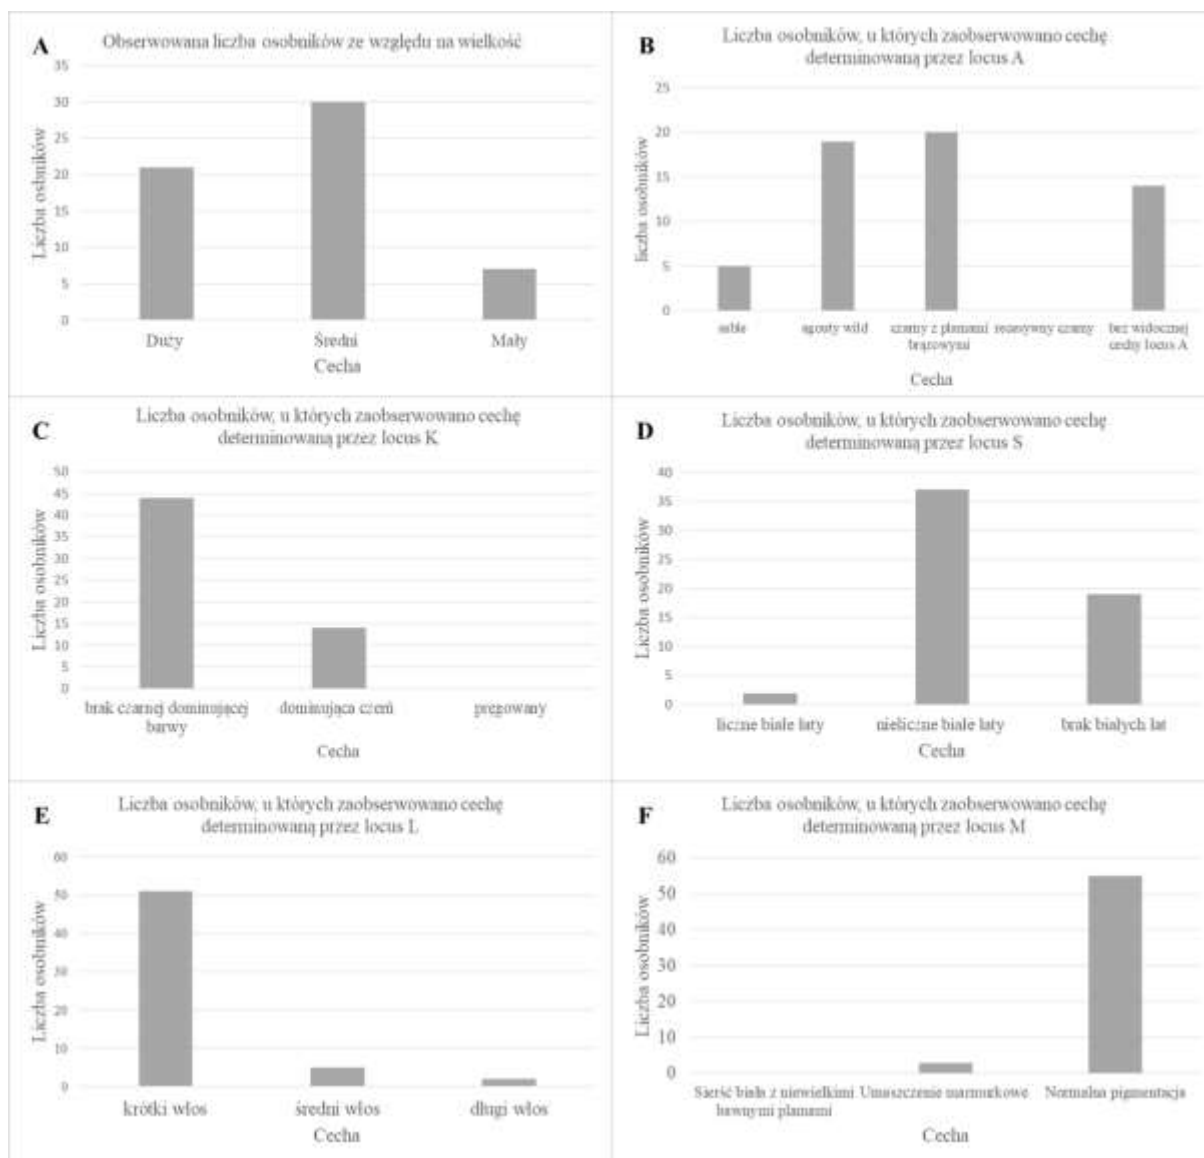 A
Obserwowana liczba osobników ze względu na wielkość
35
30
25
20
15
10
5
0
Liczba osbników
Duży Średni Mały
Cecha
B
Liczba osobników, u których zaobserwowano cechę
determinowaną przez locus A
25
20
15
10
5
0
liczba osobników
sable agouty wild czarny z plamami recesywny czarny bez widocznej
brązowymi cechy locus A
Cecha
C
Liczba osobników, u których zaobserwowano cechę
determinowaną przez locus K
50
45
40
35
30
25
20
15
10
5
0
Liczba osobników
brak czarnej dominującej dominująca czerń pręgowany
barwy
Cecha
D
Liczba osobników, u których zaobserwowano cechę
determinowaną przez locus S
40
35
30
25
20
15
10
5
0
Liczba osobników
liczne białe łaty nieliczne białe łaty brak białych łat
Cecha
E
Liczba osobników, u których zaobserwowano cechę
determinowaną przez locus L
60
50
40
30
20
10
0
Liczba osobników
krótki włos średni włos długi włos
Cecha
F
Liczba osobników, u których zaobserwowano cechę
determinowaną przez locus M
60
50
40
30
20
10
0
Liczba osobników
Sierść biała z niewielkimi Umaszczenie marmurkowe Normalna pigmentacja
barwnymi plamami
Cecha